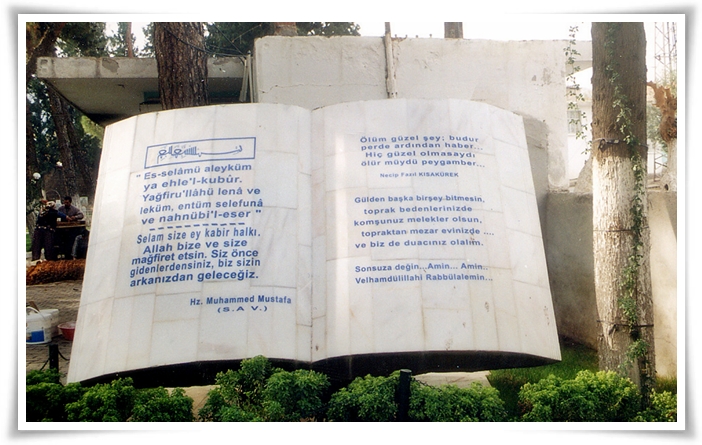 " Es-selâmü aleyküm
ya ehle'l-kubûr.
Yağfiru'llâhü lenâ ve
leküm, entüm selefunâ
ve nahnübi'l-eser "
Selam size ey kabir halkı.
Allah bize ve size
mağfiret etsin. Siz önce
gidenlerdensiniz, biz sizin
arkanızdan geleceğiz.
Hz. Muhammed Mustafa
(S.A.V.)
Ölüm güzel şey; budur
perde ardından haber...
Hiç güzel olmasaydı
ölür müydü peygamber...
Necip Fazıl KISAKÜREK
Gülden başka birşey bitmesin,
toprak bedenlerinizde
komşunuz melekler olsun,
topraktan mezar evinizde ....
ve biz de duacınız olalım.
Sonsuza değin...Amin... Amin..
Velhamdülillahi Rabbülalemin...